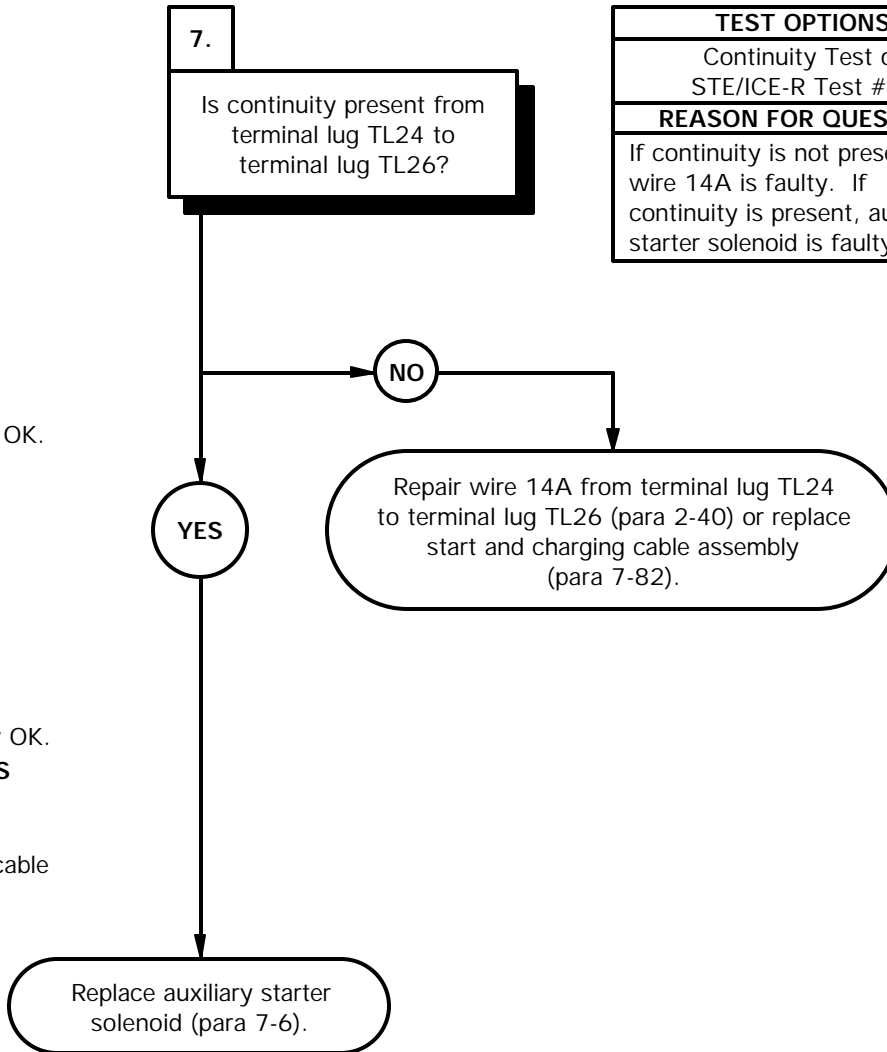 7.
Is continuity present from
terminal lug TL24 to
terminal lug TL26?
TEST OPTIONS
Continuity Test
STE/ICE-R Test #
REASON FOR
If continuity is not
wire 14A is faulty. If
continuity is present,
starter solenoid is faulty
NO
OK.
Repair wire 14A from terminal lug TL24
to terminal lug TL26 (para 2-40) or replace
start and charging cable assembly
(para 7-82).
YES
OK.
cable
Replace auxiliary starter
solenoid (para 7-6).